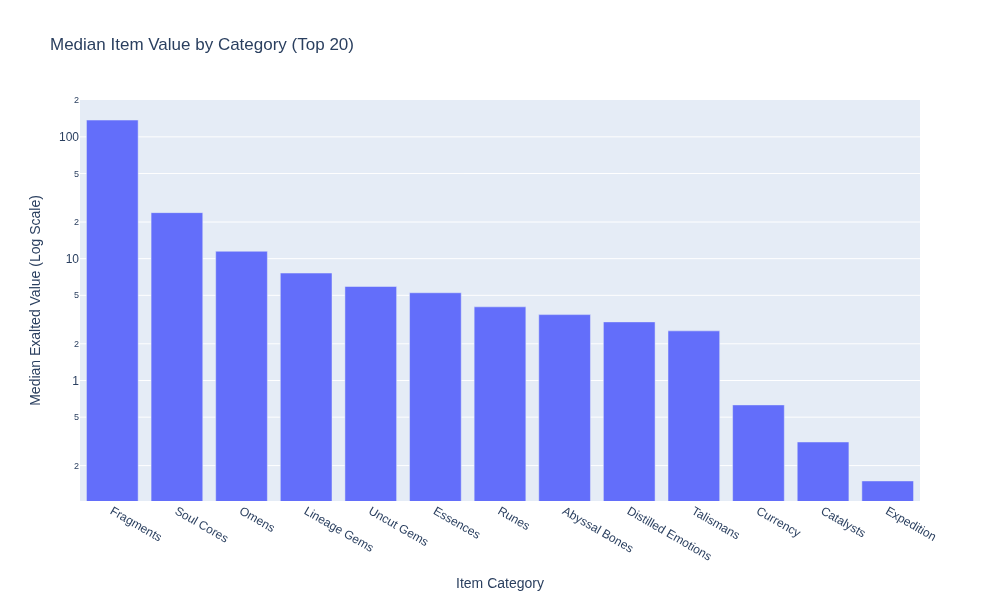 Median Item Value by Category (Top 20)
Median Exalted Value (Log Scale)
2
100
5
2
10
5
2
1
5
2
Fragments
Soul Cores
Omens
Lineage Gems
Uncut Gems
Essences
Runes
Abyssal Bones
Distilled Emotions
Talismans
Currency
Catalysts
Expedition
Item Category